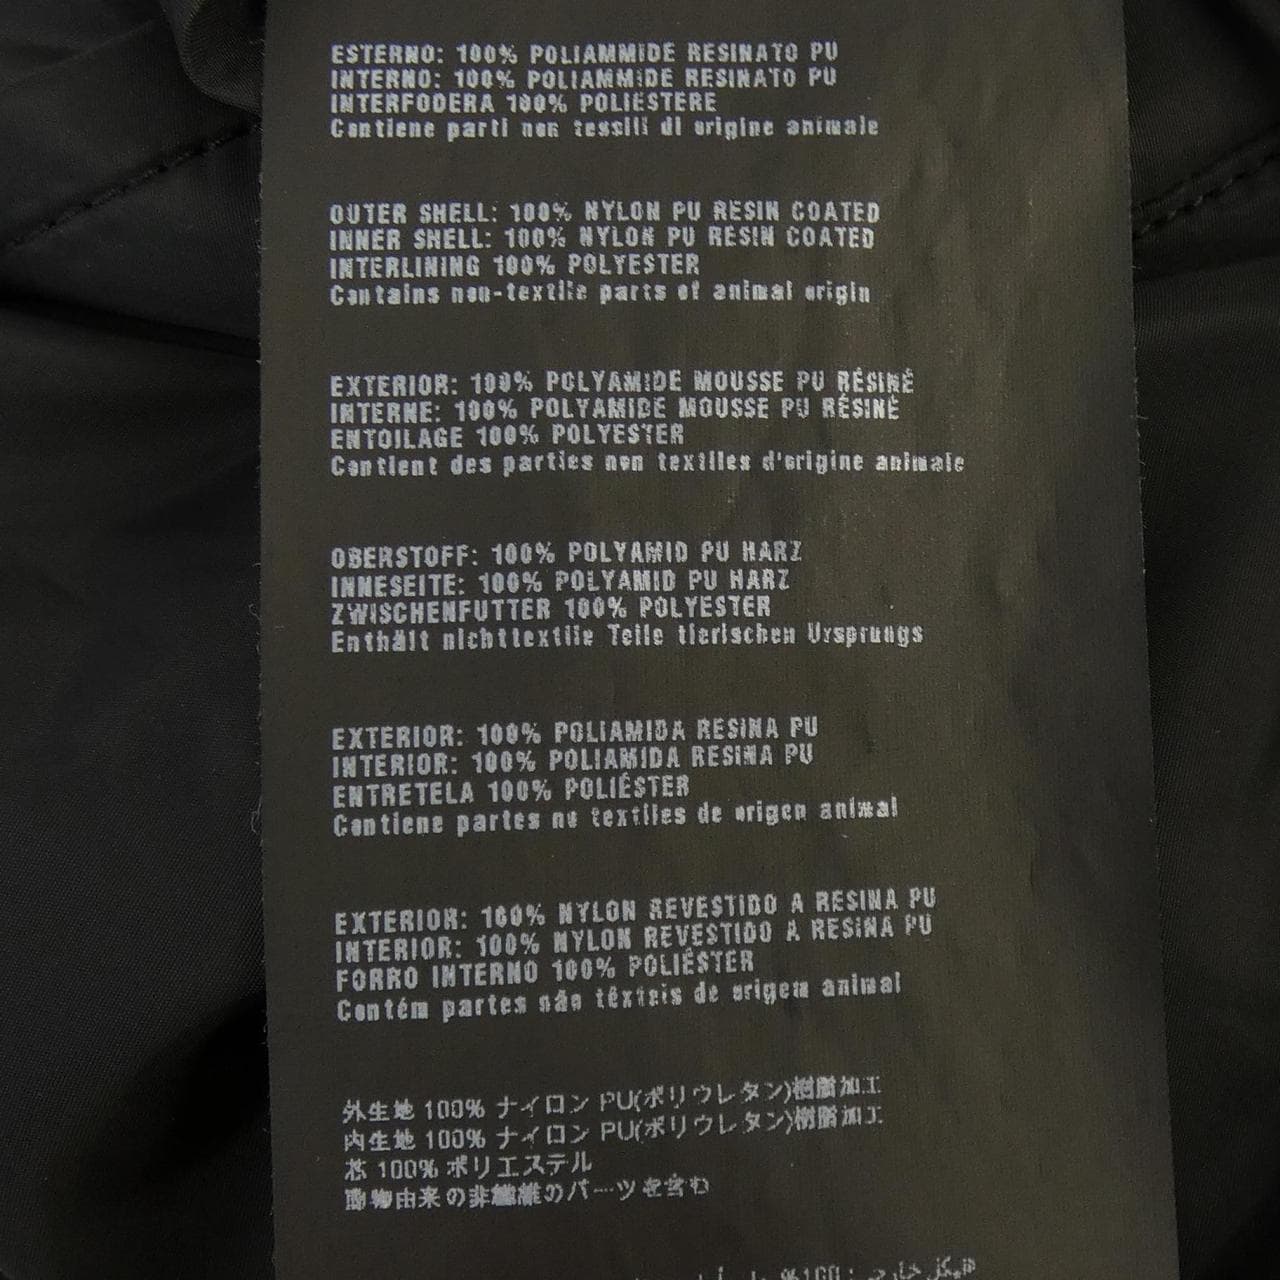 ESTERNO: 100% POLIAMMIDE RESINATO PU
INTERNO: 100% POLIAMMIDE RESINATO PU
INTERFODERA 100% POLIESTERE
Contiene parti non tessili di origine animale
OUTER SHELL: 100% NYLON PU RESIN COATED
INNER SHELL: 100% NYLON PU RESIN COATED
INTERLINING 100% POLYESTER
Contains non-textile parts of animal origin
EXTERIOR: 100% POLYAMIDE MOUSSE PU RÉSINÉ
INTERNE: 100% POLYAMIDE MOUSSE PU RÉSINÉ
ENTOILAGE 100% POLYESTER
Contient des parties non textiles d'origine animale
OBERSTOFF: 100% POLYAMID PU HARZ
INNESEITE: 100% POLYAMID PU HARZ
ZWISCHENFUTTER 100% POLYESTER
Enthält nichttextile Teile tierischen Ursprungs
EXTERIOR: 100% POLIAMIDA RESINA PU
INTERIOR: 100% POLIAMIDA RESINA PU
ENTRETELA 100% POLIÉSTER
Contiene partes no textiles de origen animal
EXTERIOR: 100% NYLON REVESTIDO A RESINA PU
INTERIOR: 100% NYLON REVESTIDO A RESINA PU
FORRO INTERNO 100% POLIÉSTER
Contém partes não têxteis de origem animal
外生地 100% ナイロン PU(ポリウレタン)樹脂加工
内生地 100% ナイロン PU(ポリウレタン)樹脂加工
芯 100% ポリエステル
動物由来の非繊維のパーツを含む
هيكل خارجي: 100%